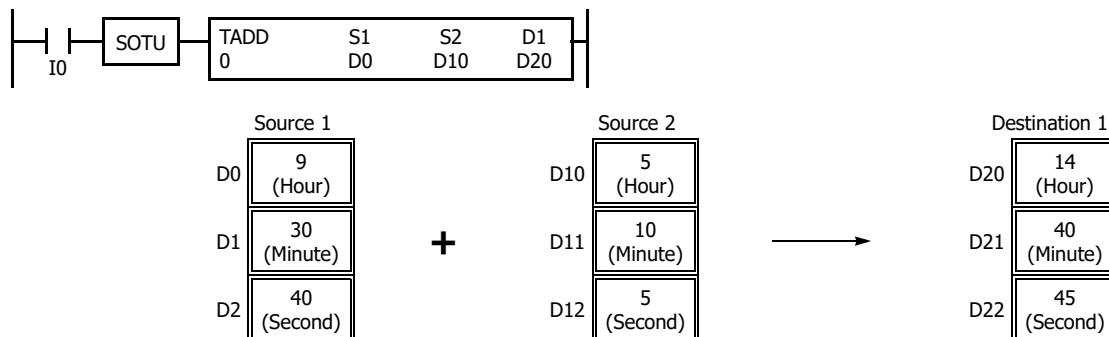 SOTU TADD S1 S2 D1
0 D0 D10 D20
I0
Source 1 Source 2 Destination 1
D0 9 (Hour) D10 5 (Hour) D20 14 (Hour)
D1 30 (Minute) + D11 10 (Minute) D21 40 (Minute)
D2 40 (Second) D12 5 (Second) D22 45 (Second)